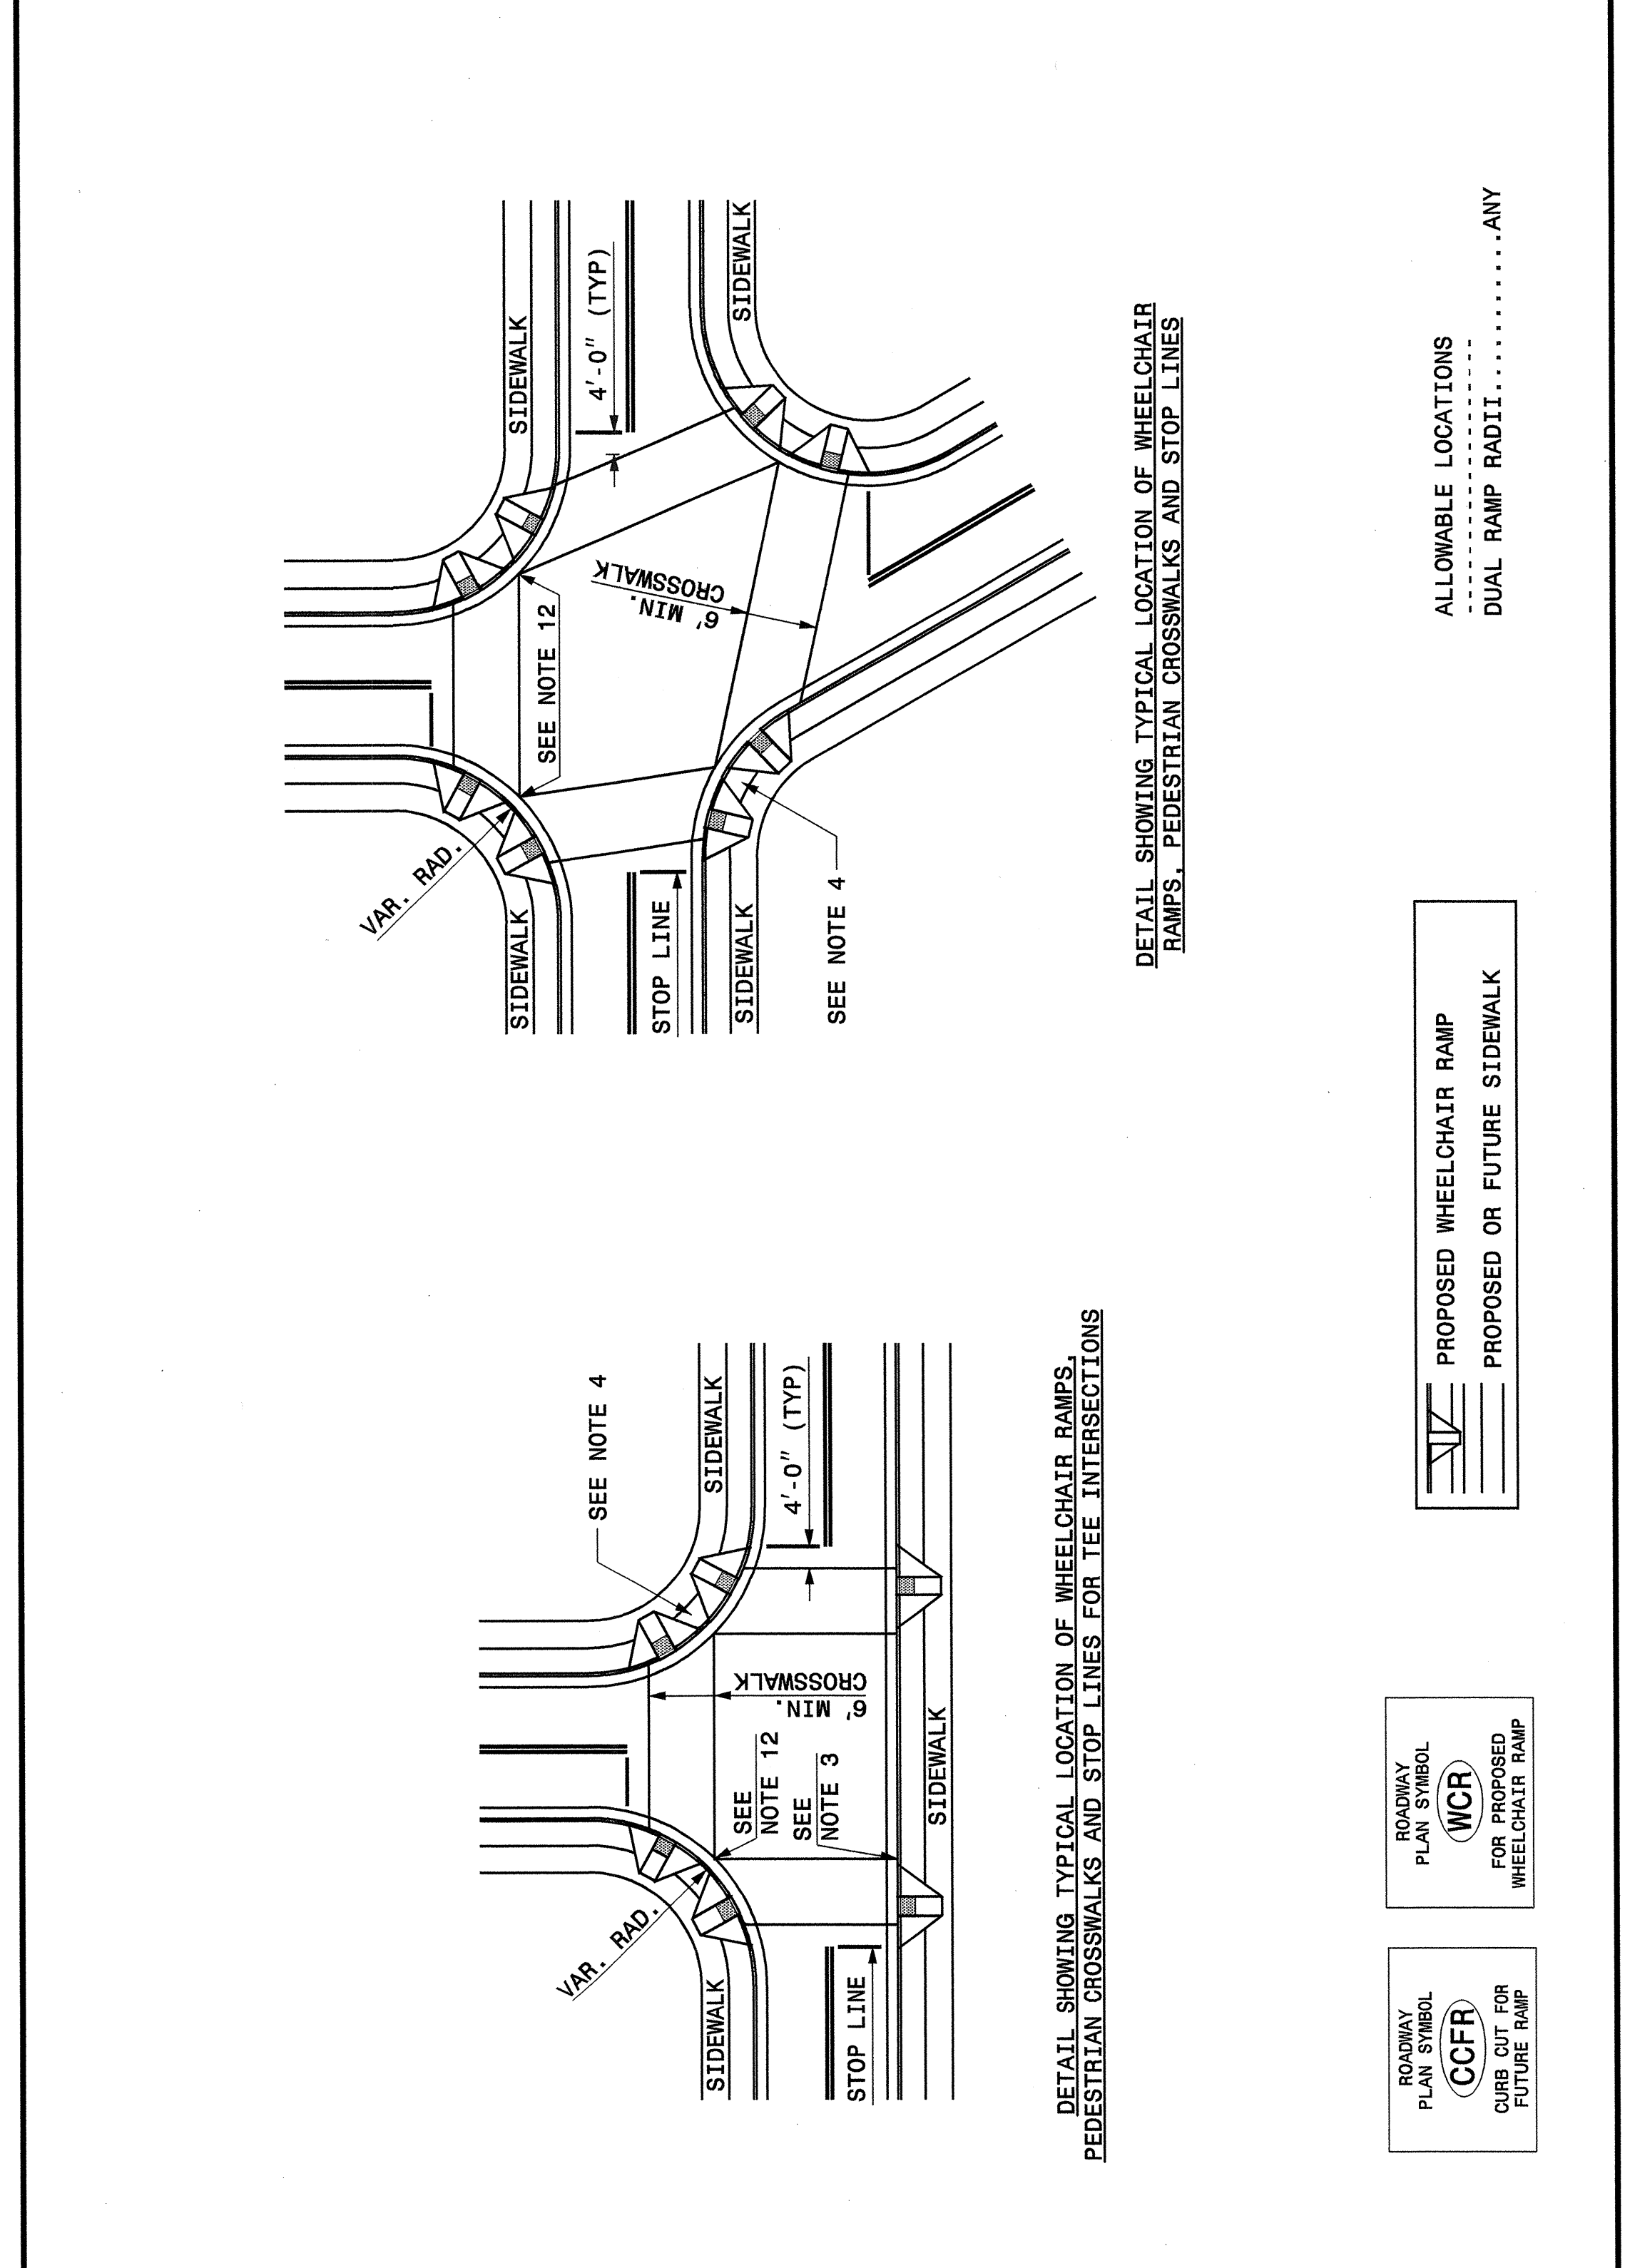 SEE NOTE 4
VAR. RAD.
SIDEWALK
SIDEWALK
SEE
NOTE 12
SEE
NOTE 3
6' MIN.
CROSSWALK
4'-0" (TYP)
STOP LINE
SIDEWALK
DETAIL SHOWING TYPICAL LOCATION OF WHEELCHAIR RAMPS,
PEDESTRIAN CROSSWALKS AND STOP LINES FOR TEE INTERSECTIONS
VAR. RAD.
SIDEWALK
SIDEWALK
SEE NOTE 12
4'-0" (TYP)
6' MIN.
CROSSWALK
STOP LINE
SIDEWALK
SIDEWALK
SEE NOTE 4
DETAIL SHOWING TYPICAL LOCATION OF WHEELCHAIR
RAMPS, PEDESTRIAN CROSSWALKS AND STOP LINES
ROADWAY
PLAN SYMBOL
CCFR
CURB CUT FOR
FUTURE RAMP
ROADWAY
PLAN SYMBOL
WCR
FOR PROPOSED
WHEELCHAIR RAMP
PROPOSED WHEELCHAIR RAMP
PROPOSED OR FUTURE SIDEWALK
ALLOWABLE LOCATIONS
--------------------
DUAL RAMP RADII..........ANY